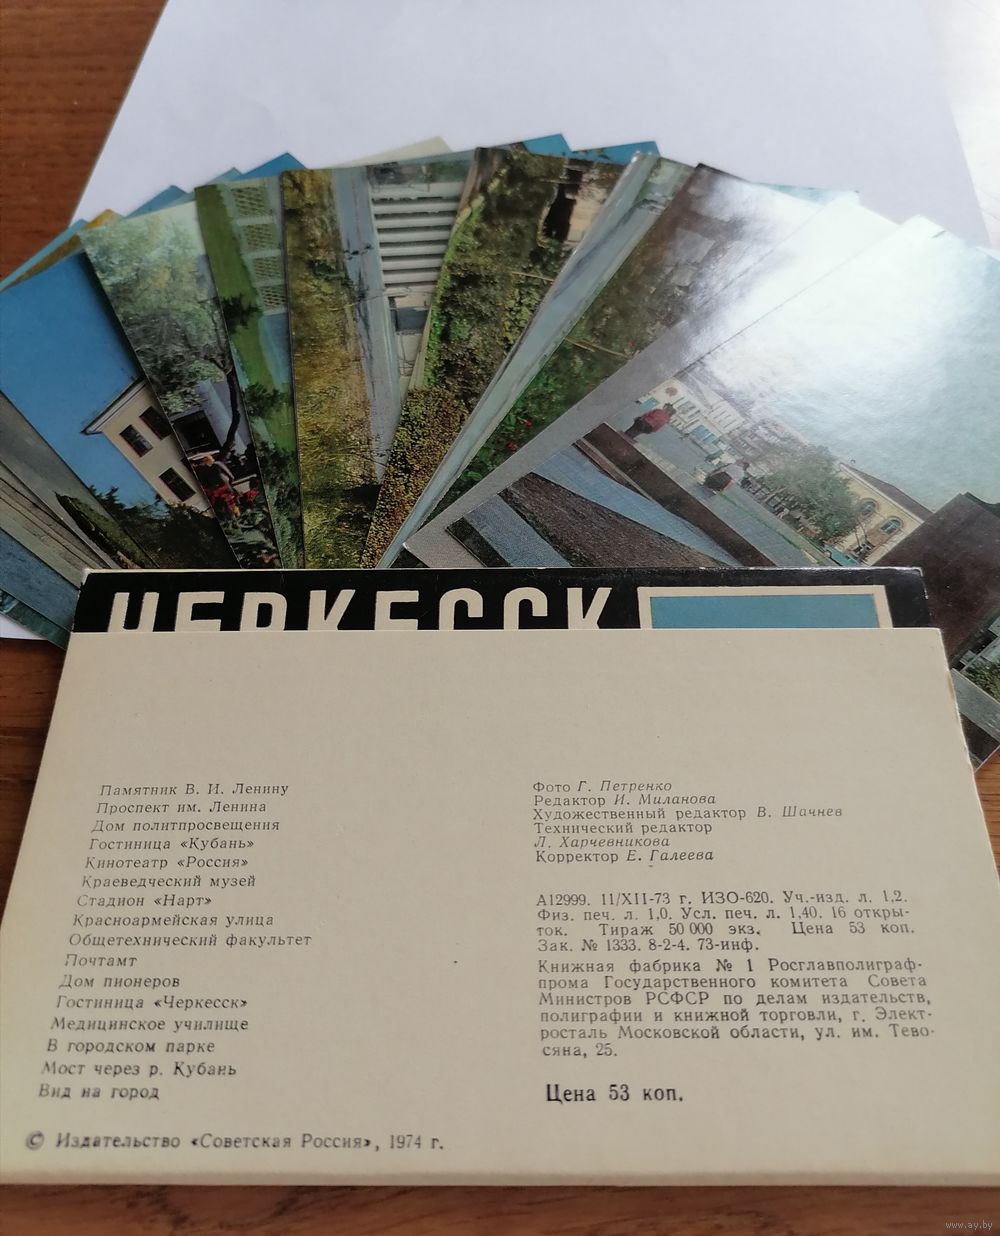 ЧЕРКЕССК
Памятник В. И. Ленину
Проспект им. Ленина
Дом политпросвещения
Гостиница «Кубань»
Кинотеатр «Россия»
Краеведческий музей
Стадион «Нарт»
Красноармейская улица
Общетехнический факультет
Почтамт
Дом пионеров
Гостиница «Черкесск»
Медицинское училище
В городском парке
Мост через р. Кубань
Вид на город
© Издательство «Советская Россия», 1974 г.
Фото Г. Петренко
Редактор И. Миланова
Художественный редактор В. Шачнев
Технический редактор
Л. Харчевникова
Корректор Е. Галеева
А12999. 11/XII-73 г. ИЗО-620. Уч.-изд. л. 1,2.
Физ. печ. л. 1,0. Усл. печ. л. 1,40. 16 откры-
ток. Тираж 50 000 экз. Цена 53 коп.
Зак. № 1333. 8-2-4. 73-инф.
Книжная фабрика № 1 Росглавполиграф-
прома Государственного комитета Совета
Министров РСФСР по делам издательств,
полиграфии и книжной торговли, г. Элект-
росталь Московской области, ул. им. Тево-
сяна, 25.
Цена 53 коп.
www.ay.by